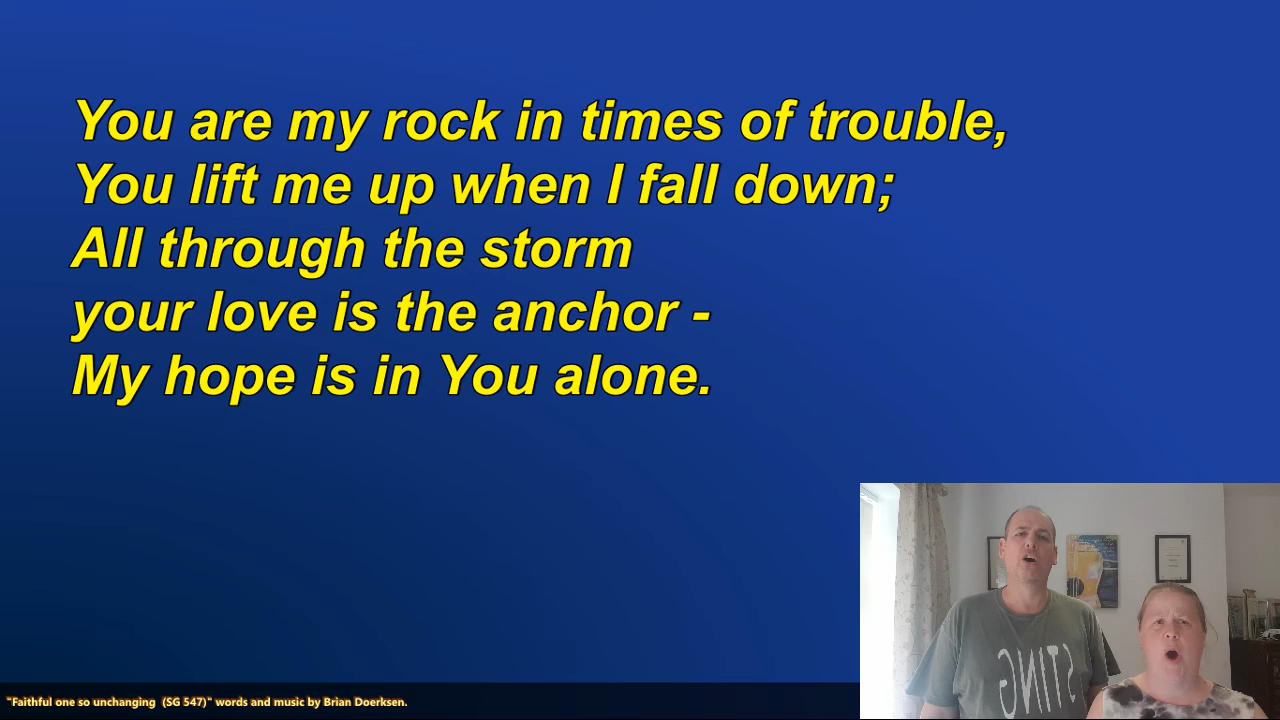 You are my rock in times of trouble,
You lift me up when I fall down;
All through the storm
your love is the anchor -
My hope is in You alone.
STING
"Faithful one so unchanging  (SG 547)" words and music by Brian Doerksen.